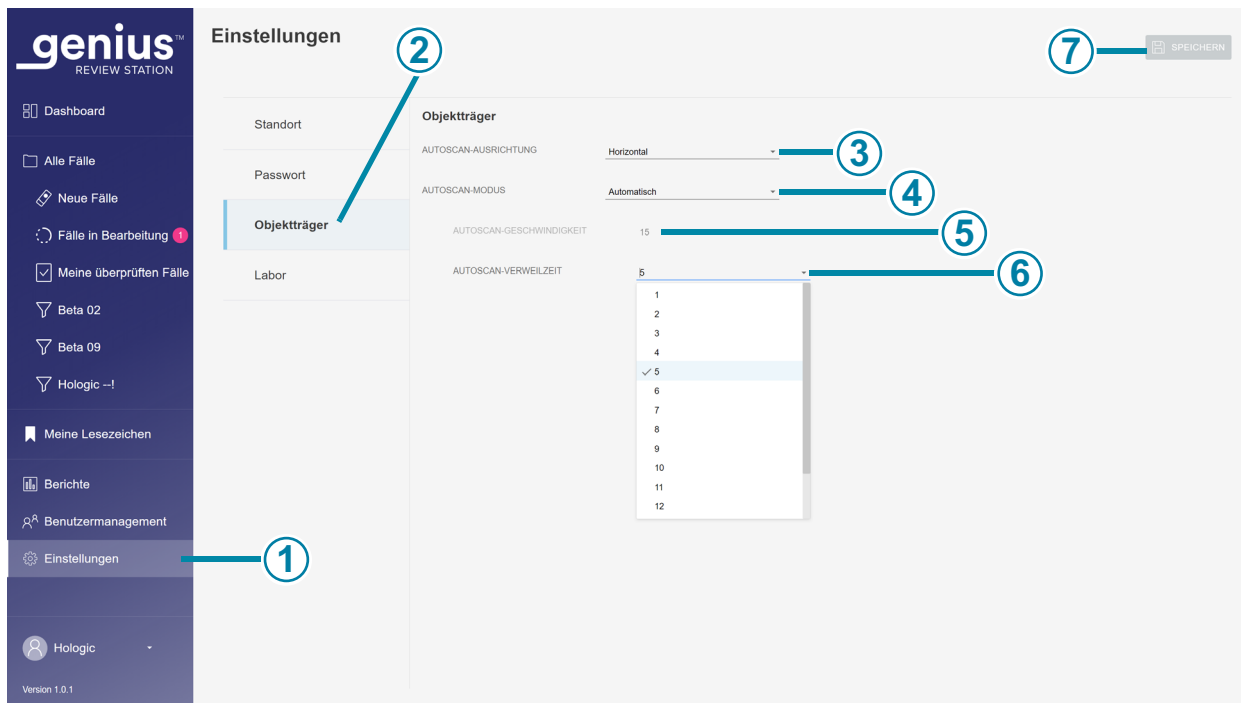 genius™
REVIEW STATION
Dashboard
Alle Fälle
Neue Fälle
Fälle in Bearbeitung 1
Meine überprüften Fälle
Beta 02
Beta 09
Hologic --!
Meine Lesezeichen
Berichte
Benutzermanagement
Einstellungen
1
Hologic
Version 1.0.1
Einstellungen
2
7
SPEICHERN
Standort
Passwort
Objektträger
Labor
Objektträger
AUTOSCAN-AUSRICHTUNG Horizontal 3
AUTOSCAN-MODUS Automatisch 4
AUTOSCAN-GESCHWINDIGKEIT 15 5
AUTOSCAN-VERWEILZEIT 5 6
1
2
3
4
5
6
7
8
9
10
11
12